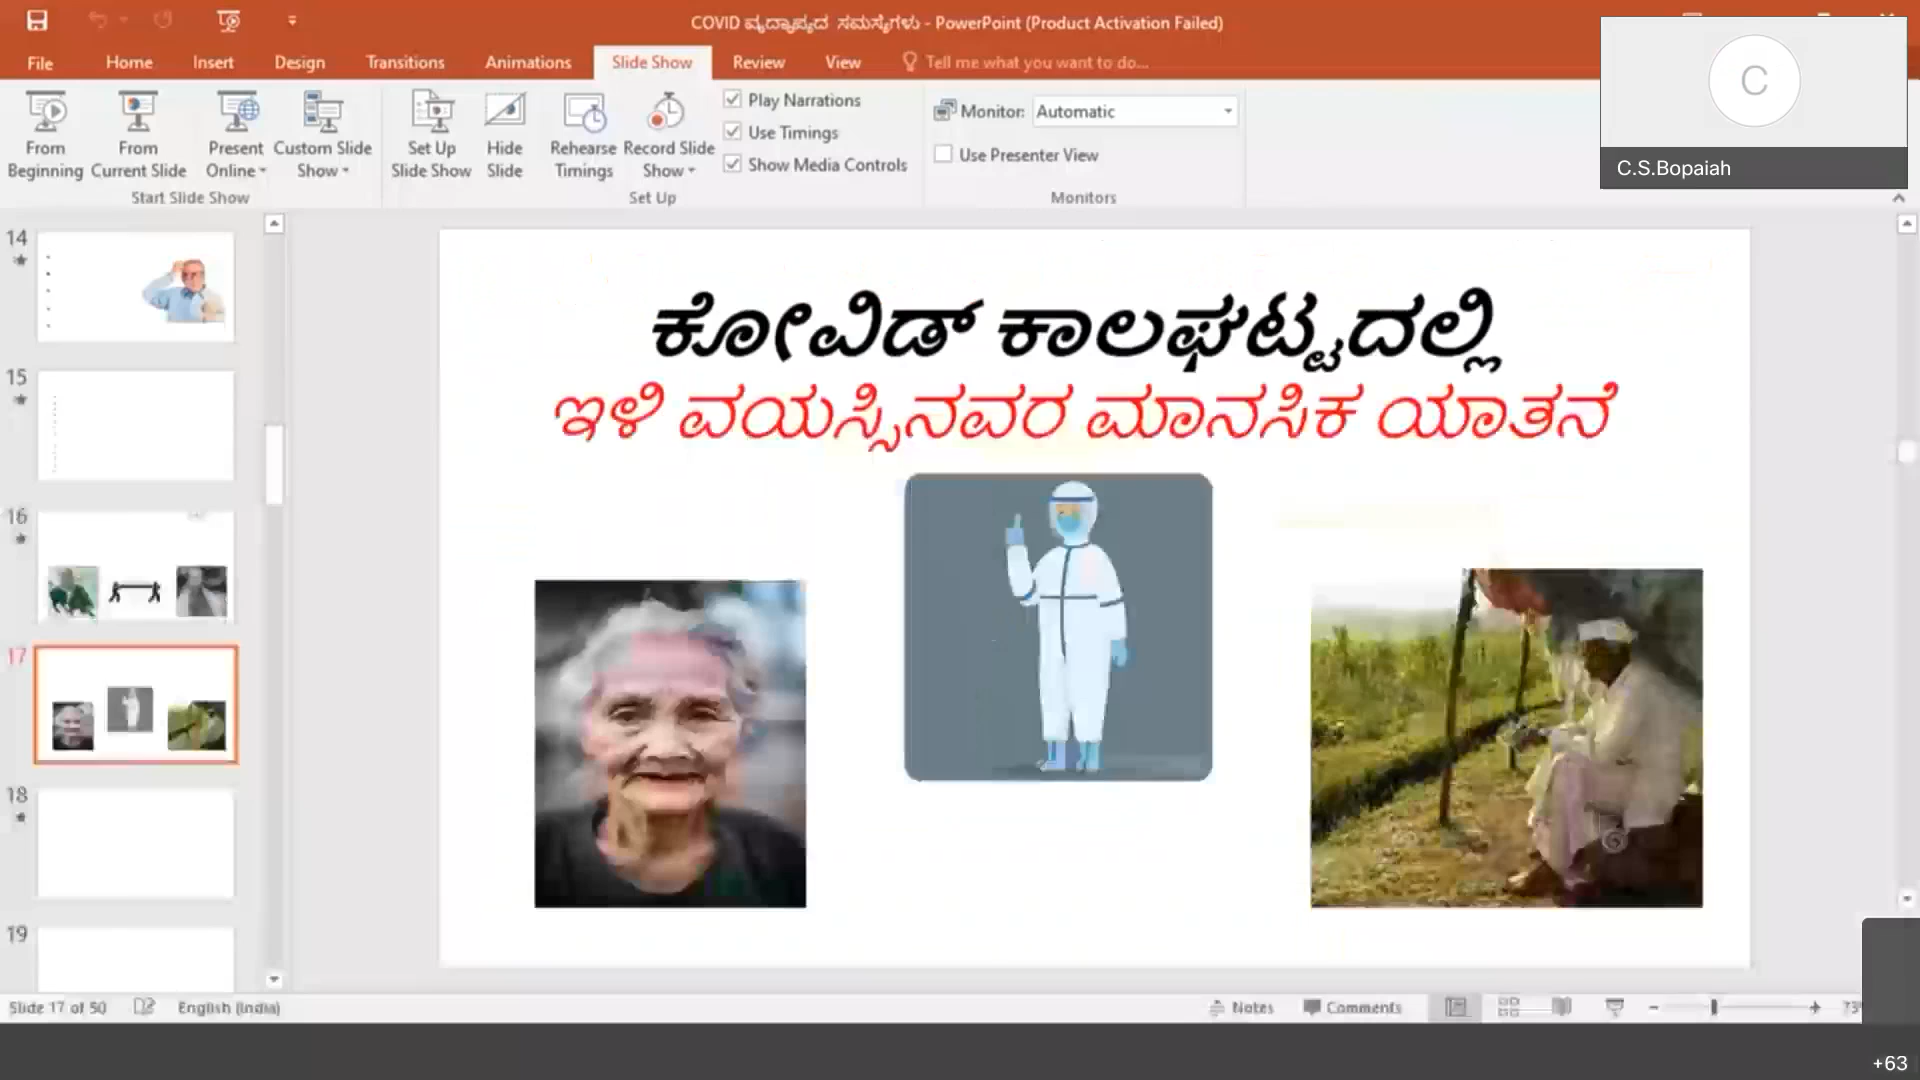 COVID ವೃದ್ಧಾಪ್ಯದ ಸಮಸ್ಯೆಗಳು - PowerPoint (Product Activation Failed)
File Home Insert Design Transitions Animations Slide Show Review View Tell me what you want to do...
From Beginning
From Current Slide
Present Online
Custom Slide Show
Start Slide Show
Set Up Slide Show
Hide Slide
Rehearse Timings
Record Slide Show
Play Narrations
Use Timings
Show Media Controls
Set Up
Monitor: Automatic
Use Presenter View
Monitors
C
C.S.Bopaiah
14
15
16
17
18
19
ಕೋವಿಡ್ ಕಾಲಘಟ್ಟದಲ್ಲಿ
ಇಳಿ ವಯಸ್ಸಿನವರ ಮಾನಸಿಕ ಯಾತನೆ
Slide 17 of 50 English (India) Notes Comments 73
+63